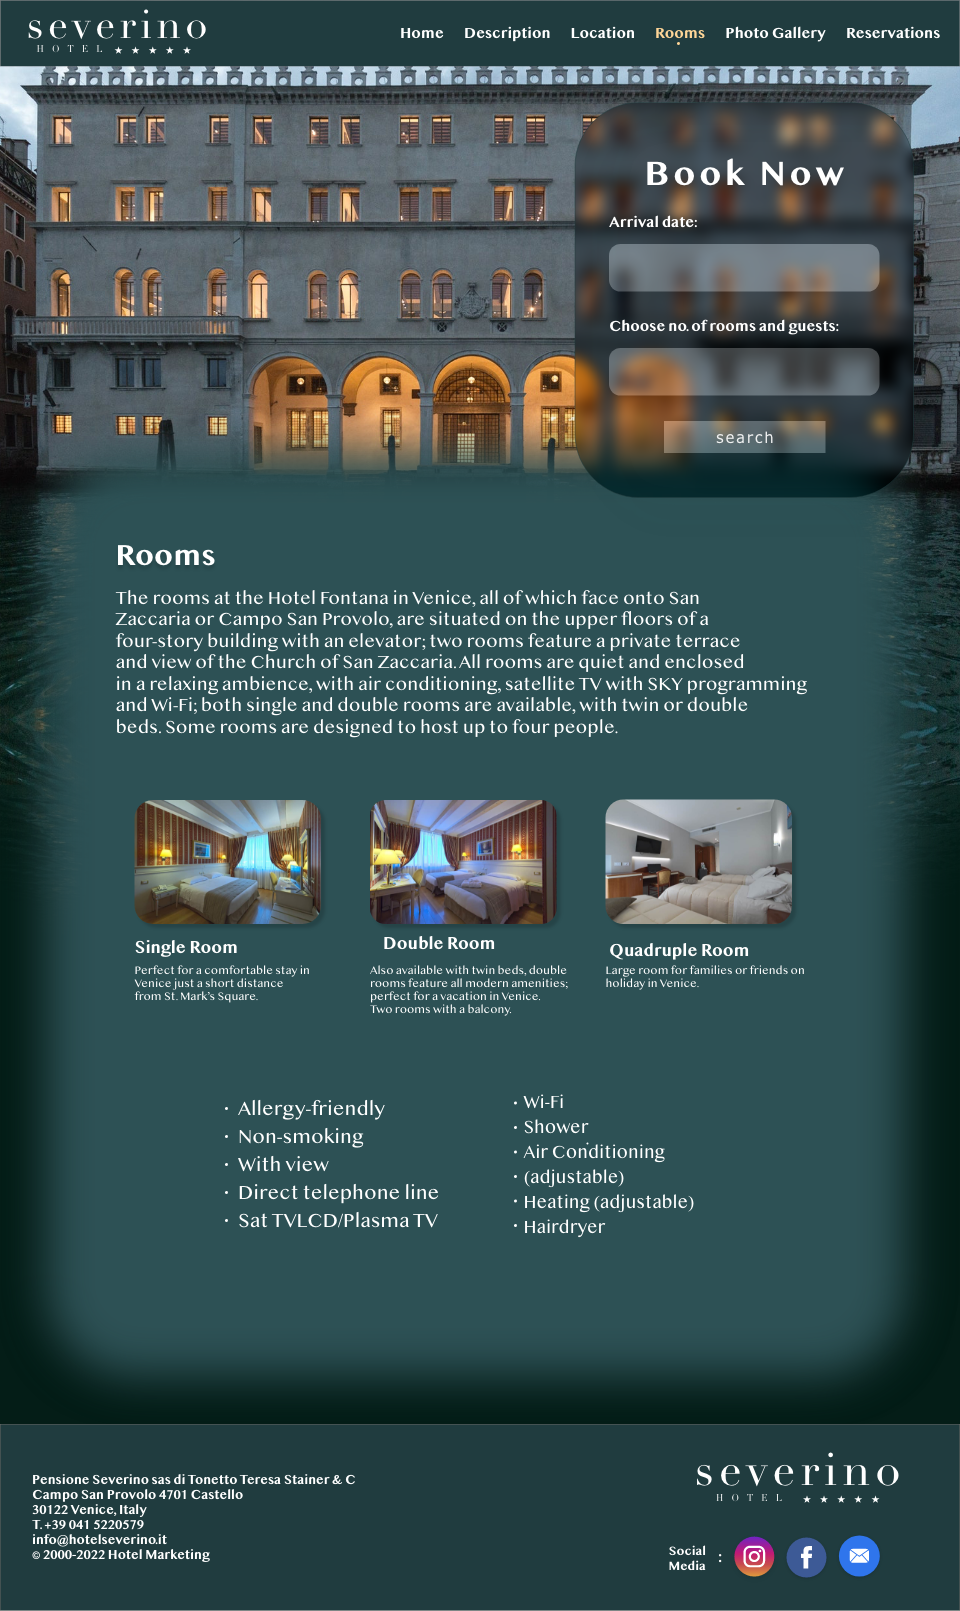 severino
HOTEL ★ ★ ★ ★ ★
Home Description Location Rooms Photo Gallery Reservations
Book Now
Arrival date:
Choose no. of rooms and guests:
search
Rooms
The rooms at the Hotel Fontana in Venice, all of which face onto San
Zaccaria or Campo San Provolo, are situated on the upper floors of a
four-story building with an elevator; two rooms feature a private terrace
and view of the Church of San Zaccaria. All rooms are quiet and enclosed
in a relaxing ambience, with air conditioning, satellite TV with SKY programming
and Wi-Fi; both single and double rooms are available, with twin or double
beds. Some rooms are designed to host up to four people.
Single Room
Perfect for a comfortable stay in
Venice just a short distance
from St. Mark's Square.
Double Room
Also available with twin beds, double
rooms feature all modern amenities;
perfect for a vacation in Venice.
Two rooms with a balcony.
Quadruple Room
Large room for families or friends on
holiday in Venice.
· Allergy-friendly
· Non-smoking
· With view
· Direct telephone line
· Sat TVLCD/Plasma TV
· Wi-Fi
· Shower
· Air Conditioning
· (adjustable)
· Heating (adjustable)
· Hairdryer
Pensione Severino sas di Tonetto Teresa Stainer & C
Campo San Provolo 4701 Castello
30122 Venice, Italy
T. +39 041 5220579
info@hotelseverino.it
© 2000-2022 Hotel Marketing
severino
HOTEL ★ ★ ★ ★ ★
Social
Media :